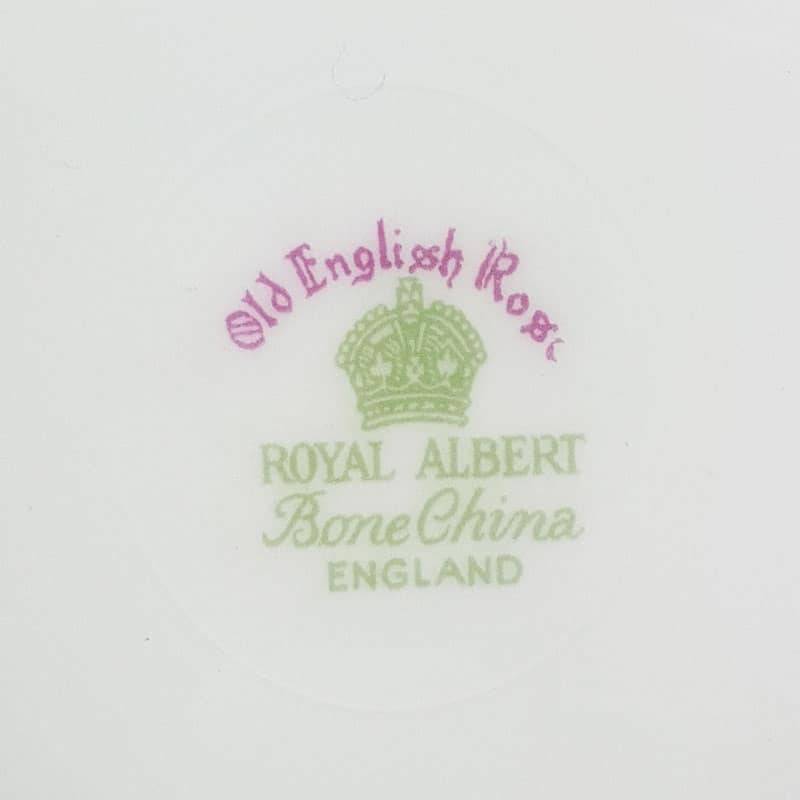 Old English Rose
ROYAL ALBERT
Bone China
ENGLAND